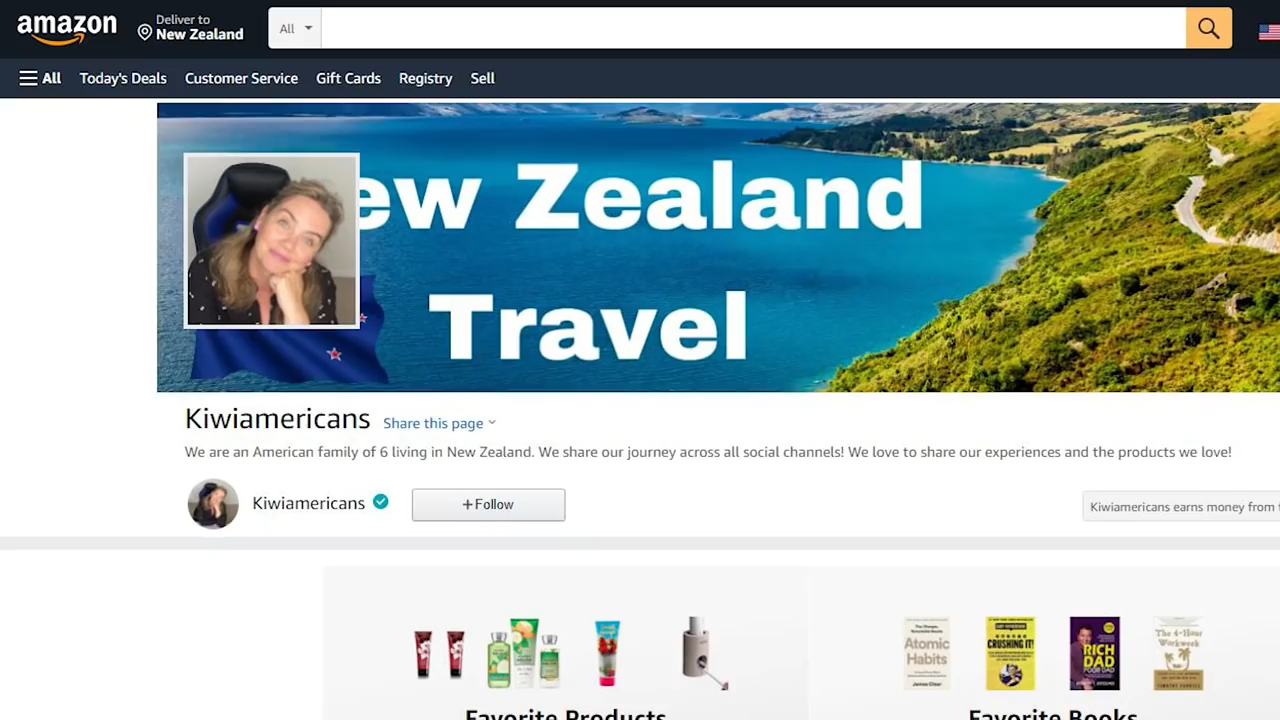 amazon
Deliver to
New Zealand
All
All
Today's Deals
Customer Service
Gift Cards
Registry
Sell
ew Zealand
Travel
Kiwiamericans
Share this page
We are an American family of 6 living in New Zealand. We share our journey across all social channels! We love to share our experiences and the products we love!
Kiwiamericans
+Follow
Kiwiamericans earns money from
Atomic
Habits
James Clear
CRUSHING IT!
RICH
DAD
POOR DAD
The 4-Hour
Workweek
Favorite Products
Favorite Books